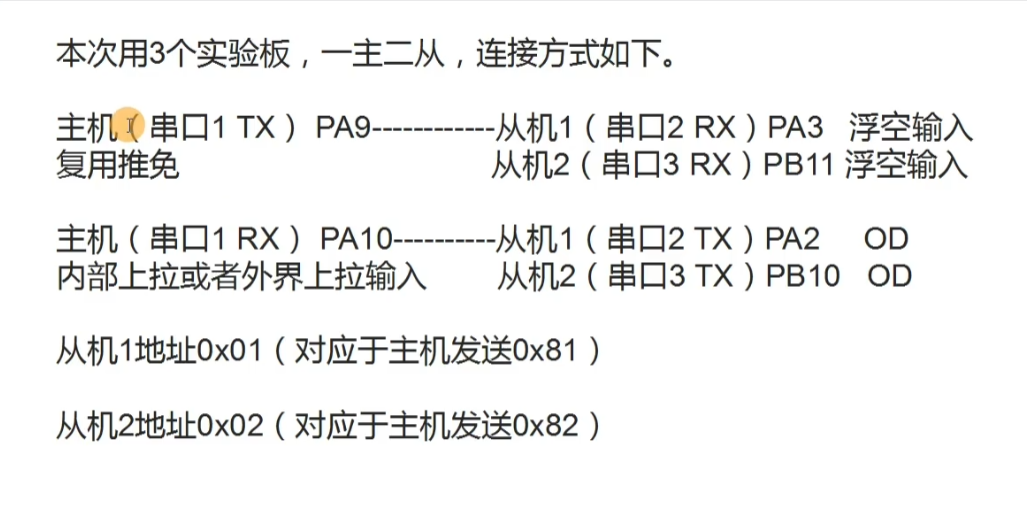 本次用3个实验板，一主二从，连接方式如下。
主机（串口1 TX） PA9-------------从机1（串口2 RX）PA3 浮空输入
复用推免 从机2（串口3 RX）PB11 浮空输入
主机（串口1 RX） PA10----------从机1（串口2 TX）PA2 OD
内部上拉或者外界上拉输入 从机2（串口3 TX）PB10 OD
从机1地址0x01（对应于主机发送0x81）
从机2地址0x02（对应于主机发送0x82）